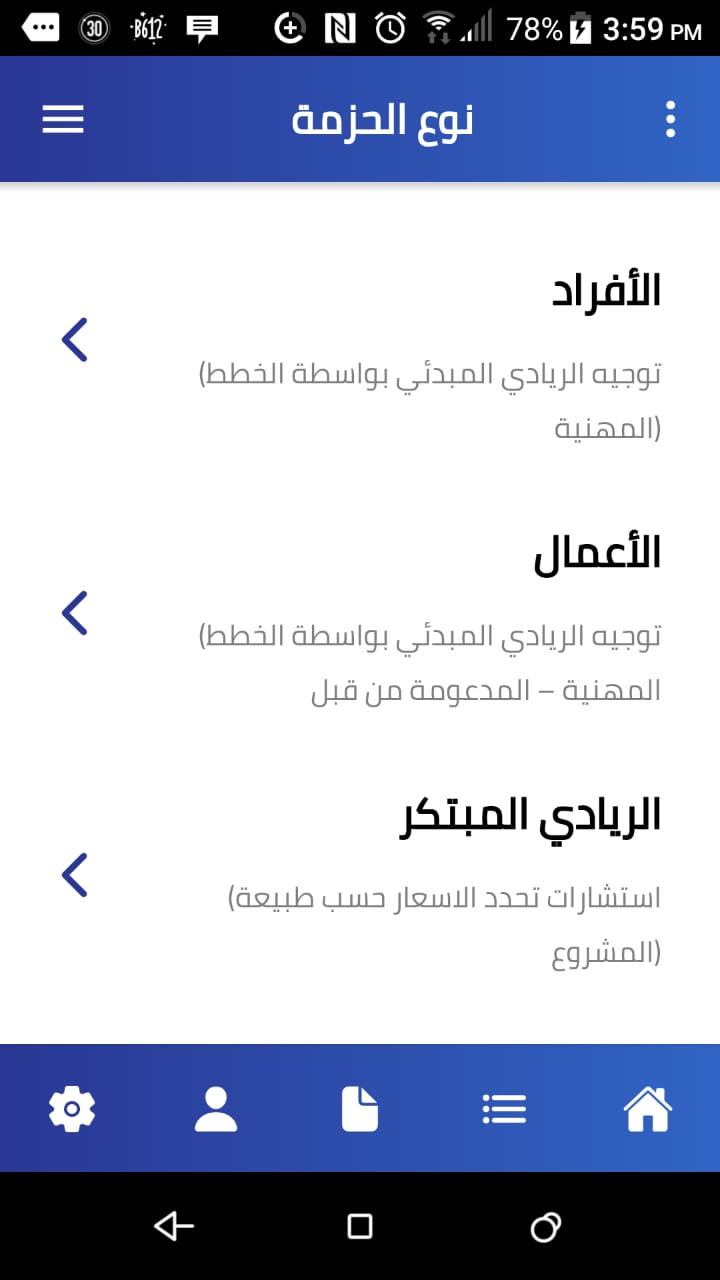 30
B612
78%
3:59 PM
نوع الحزمة
الأفراد
توجيه الريادي المبدئي بواسطة الخطط)
(المهنية
الأعمال
توجيه الريادي المبدئي بواسطة الخطط)
المهنية – المدعومة من قبل
الريادي المبتكر
استشارات تحدد الاسعار حسب طبيعة)
(المشروع